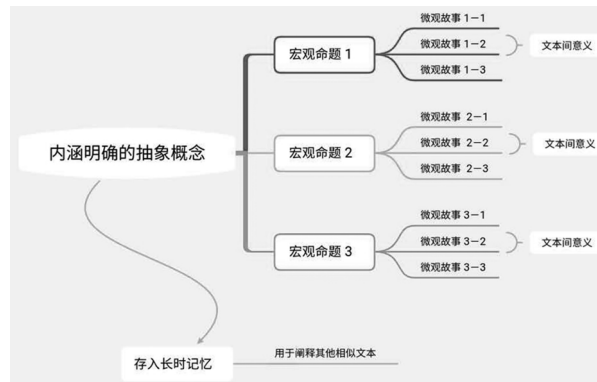 内涵明确的抽象概念
宏观命题 1
微观故事 1－1
微观故事 1－2
微观故事 1－3
文本间意义
宏观命题 2
微观故事 2－1
微观故事 2－2
微观故事 2－3
文本间意义
宏观命题 3
微观故事 3－1
微观故事 3－2
微观故事 3－3
文本间意义
存入长时记忆
用于阐释其他相似文本